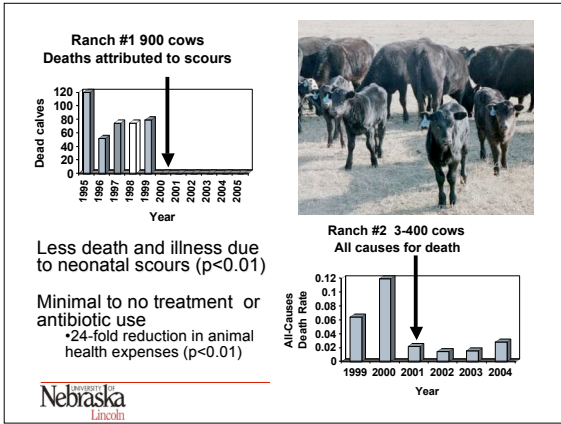 Ranch #1 900 cows
Deaths attributed to scours
Dead calves
120
100
80
60
40
20
0
1995
1996
1997
1998
1999
2000
2001
2002
2003
2004
2005
Year
Less death and illness due
to neonatal scours (p<0.01)
Minimal to no treatment or
antibiotic use
•24-fold reduction in animal
health expenses (p<0.01)
Ranch #2 3-400 cows
All causes for death
All-Causes
Death Rate
0.12
0.1
0.08
0.06
0.04
0.02
0
1999 2000 2001 2002 2003 2004
Year
UNIVERSITY OF
Nebraska
Lincoln